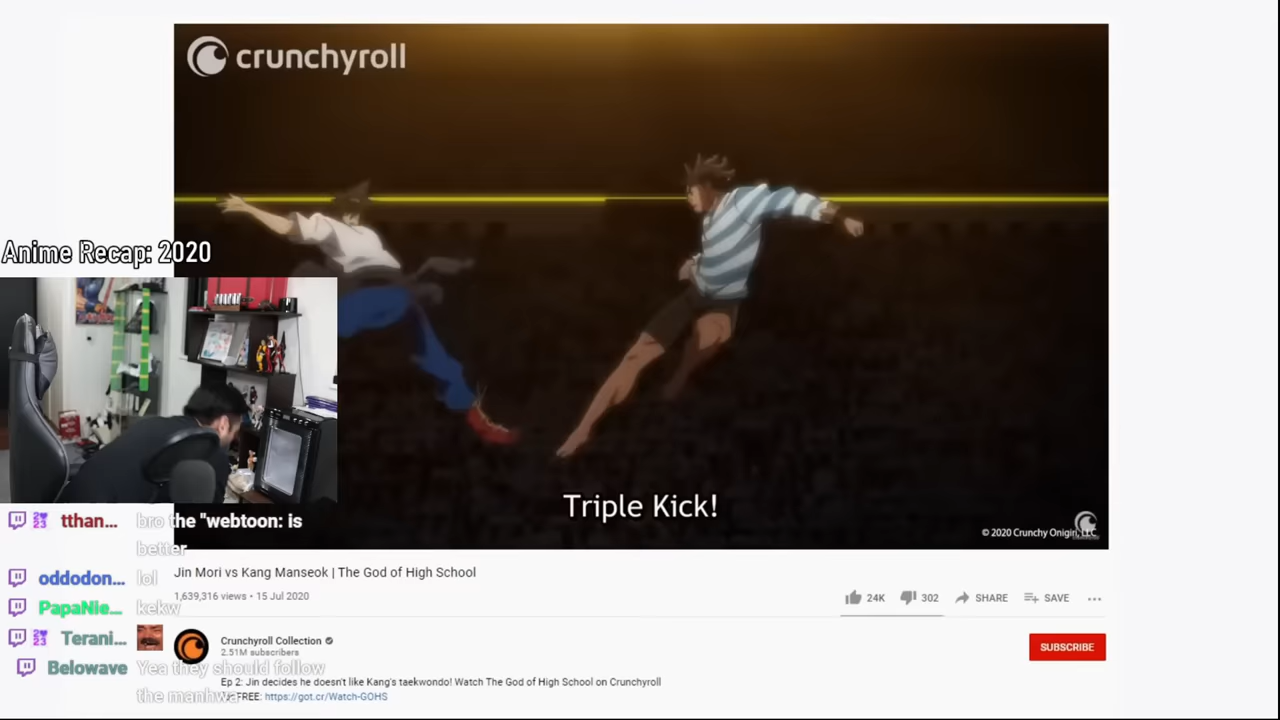 crunchyroll
Anime Recap: 2020
Triple Kick!
© 2020 Crunchy Onigiri, LLC
tthan... bro the "webtoon: is
better
oddodon... lol
PapaNie... kekw
Terani...
Belowave Yea they should follow
the manhwa
Jin Mori vs Kang Manseok | The God of High School
1,639,316 views • 15 Jul 2020
24K 302 SHARE SAVE
Crunchyroll Collection
2.51M subscribers
SUBSCRIBE
Ep 2: Jin decides he doesn't like Kang's taekwondo! Watch The God of High School on Crunchyroll
FREE: https://got.cr/Watch-GOHS